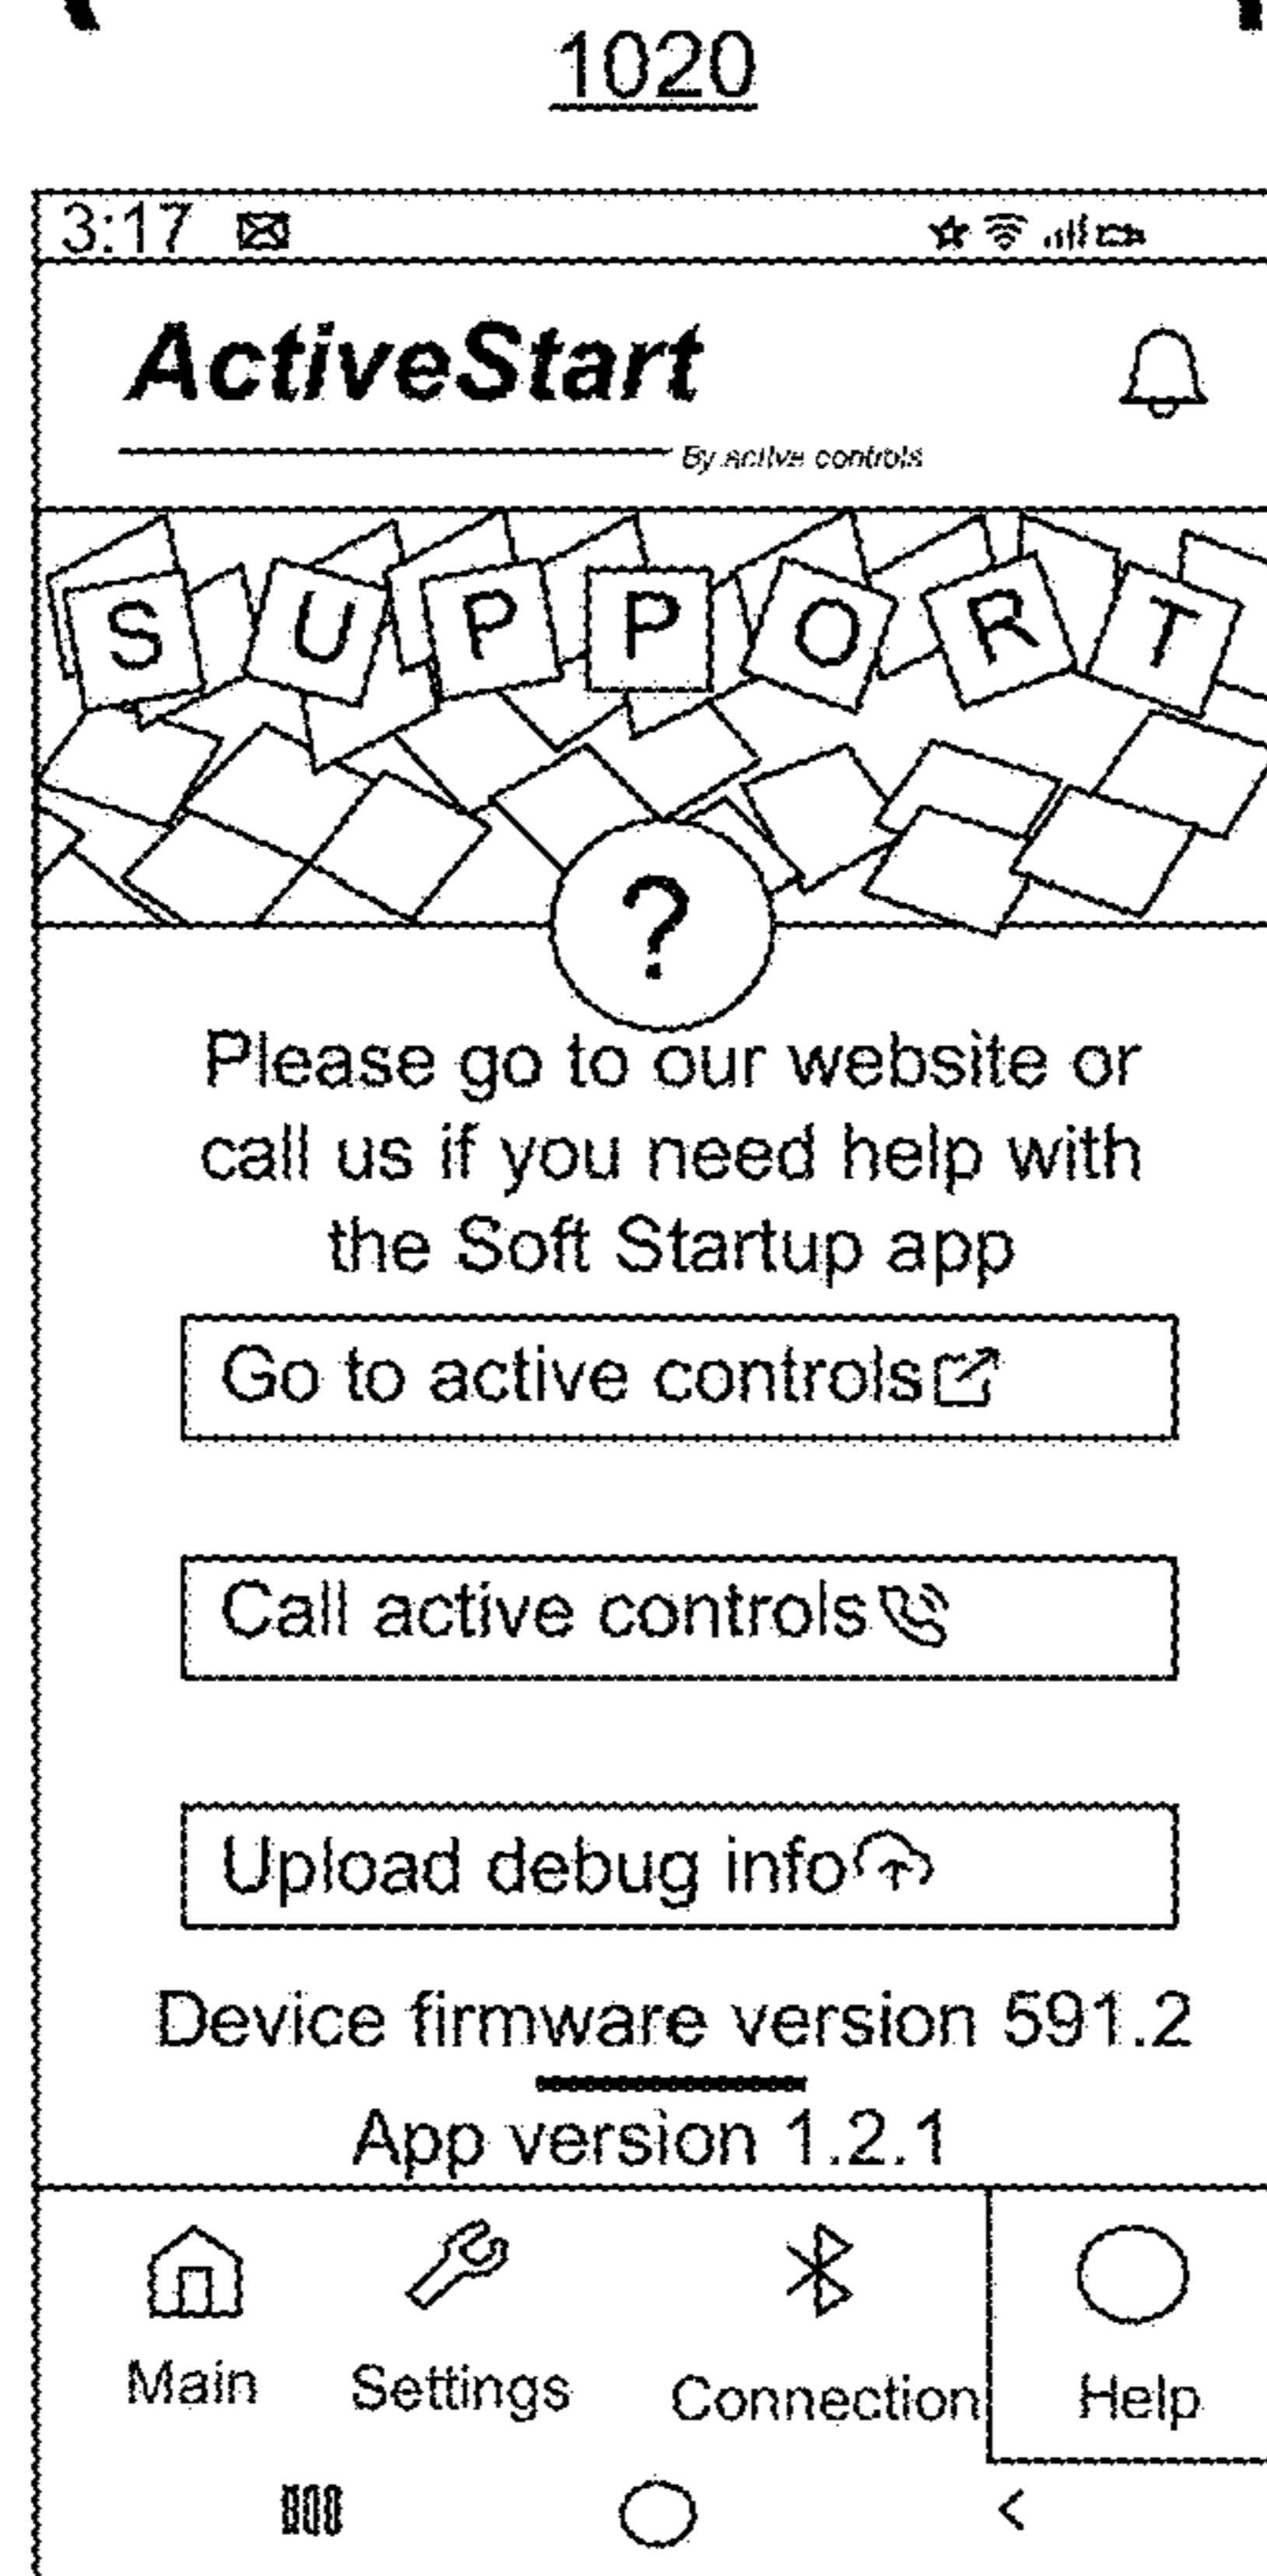 1020
3:17
ActiveStart
By active controls
SUPPORT
?
Please go to our website or
call us if you need help with
the Soft Startup app
Go to active controls
Call active controls
Upload debug info
Device firmware version 591.2
App version 1.2.1
Main Settings Connection Help